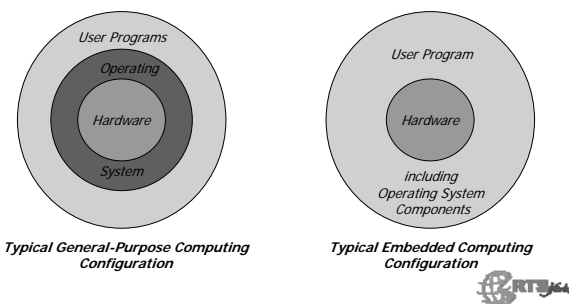 User Programs
Operating
Hardware
System
Typical General-Purpose Computing
Configuration
User Program
Hardware
including
Operating System
Components
Typical Embedded Computing
Configuration
RTS